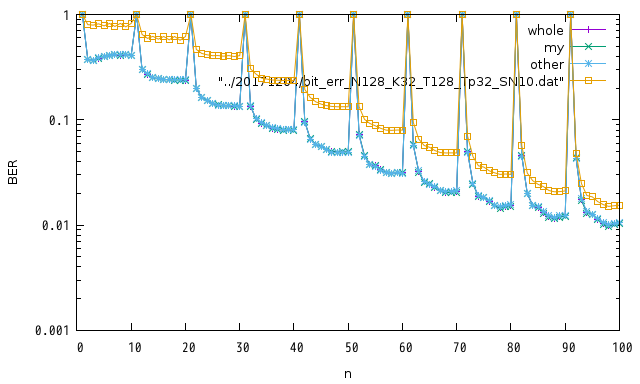 1
0.1
0.01
0.001
BER
whole
my
other
"../20171204/bit_err_N128_K32_T128_Tp32_SN10.dat"
0 10 20 30 40 50 60 70 80 90 100
n